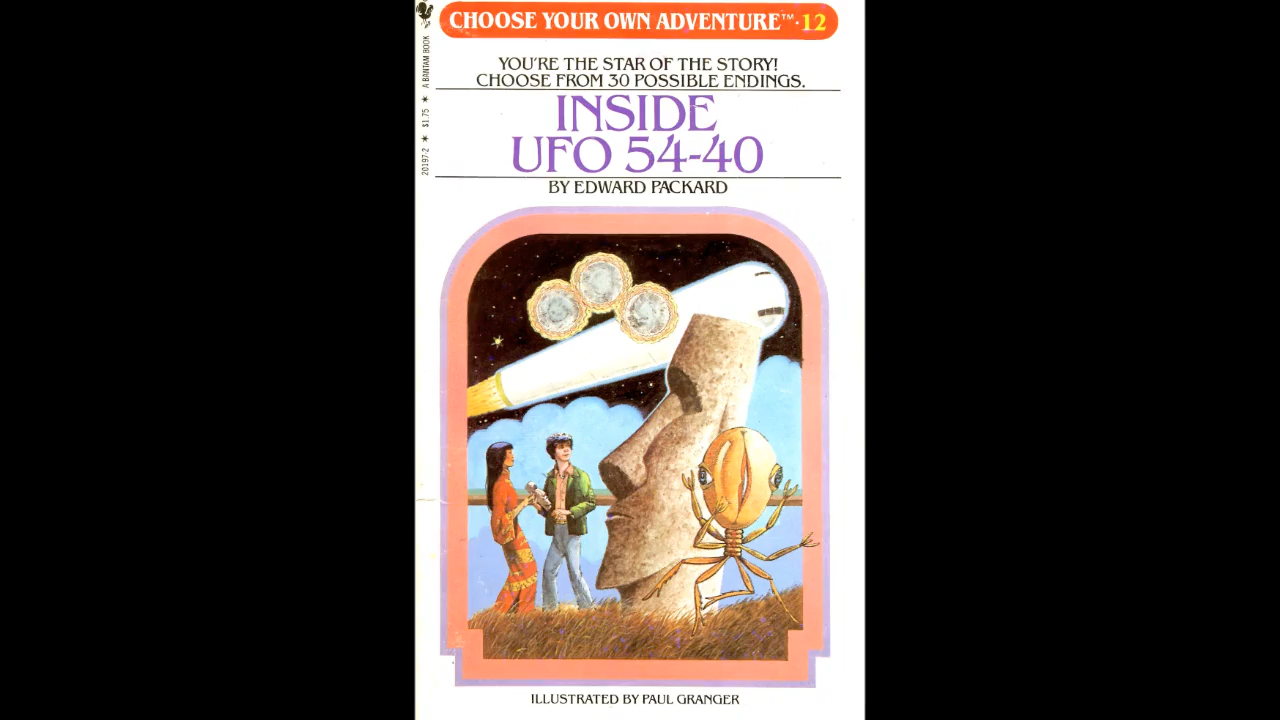 CHOOSE YOUR OWN ADVENTURE™·12
YOU'RE THE STAR OF THE STORY!
CHOOSE FROM 30 POSSIBLE ENDINGS.
INSIDE
UFO 54-40
BY EDWARD PACKARD
20197-2 * $1.75 * A BANTAM BOOK
ILLUSTRATED BY PAUL GRANGER